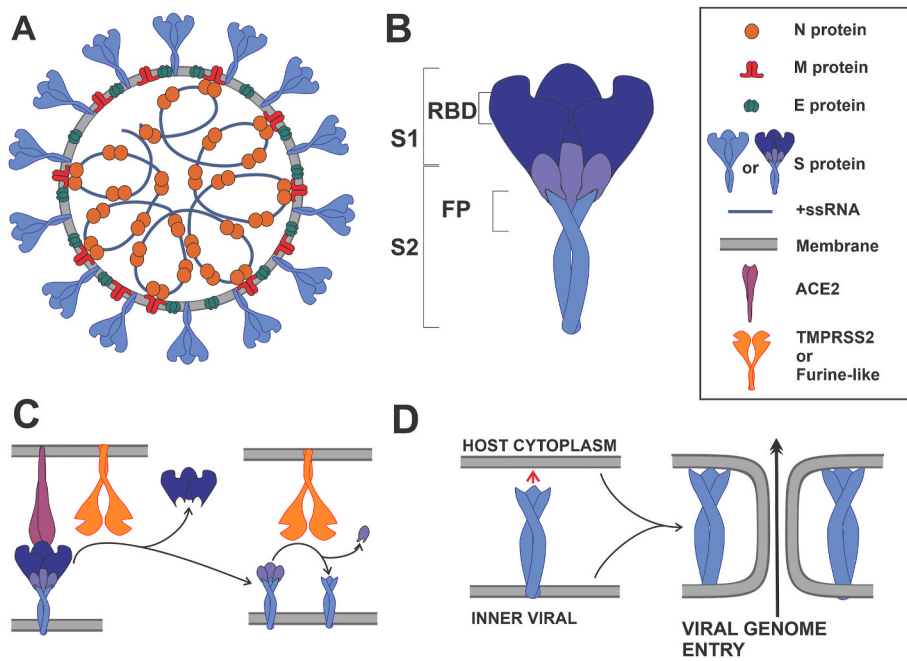 A
B
S1
RBD
S2
FP
N protein
M protein
E protein
or
S protein
+ssRNA
Membrane
ACE2
TMPRSS2
or
Furine-like
C
D
HOST CYTOPLASM
INNER VIRAL
VIRAL GENOME
ENTRY